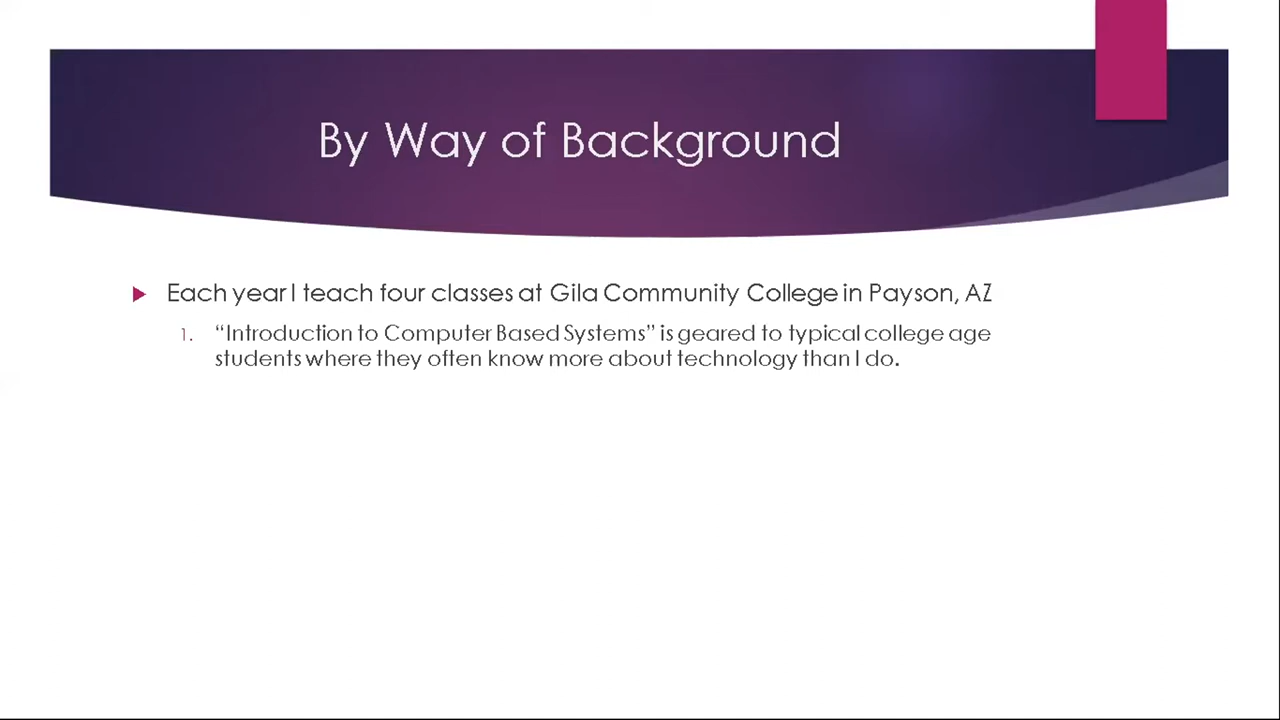 By Way of Background
Each year I teach four classes at Gila Community College in Payson, AZ
1. “Introduction to Computer Based Systems” is geared to typical college age
students where they often know more about technology than I do.